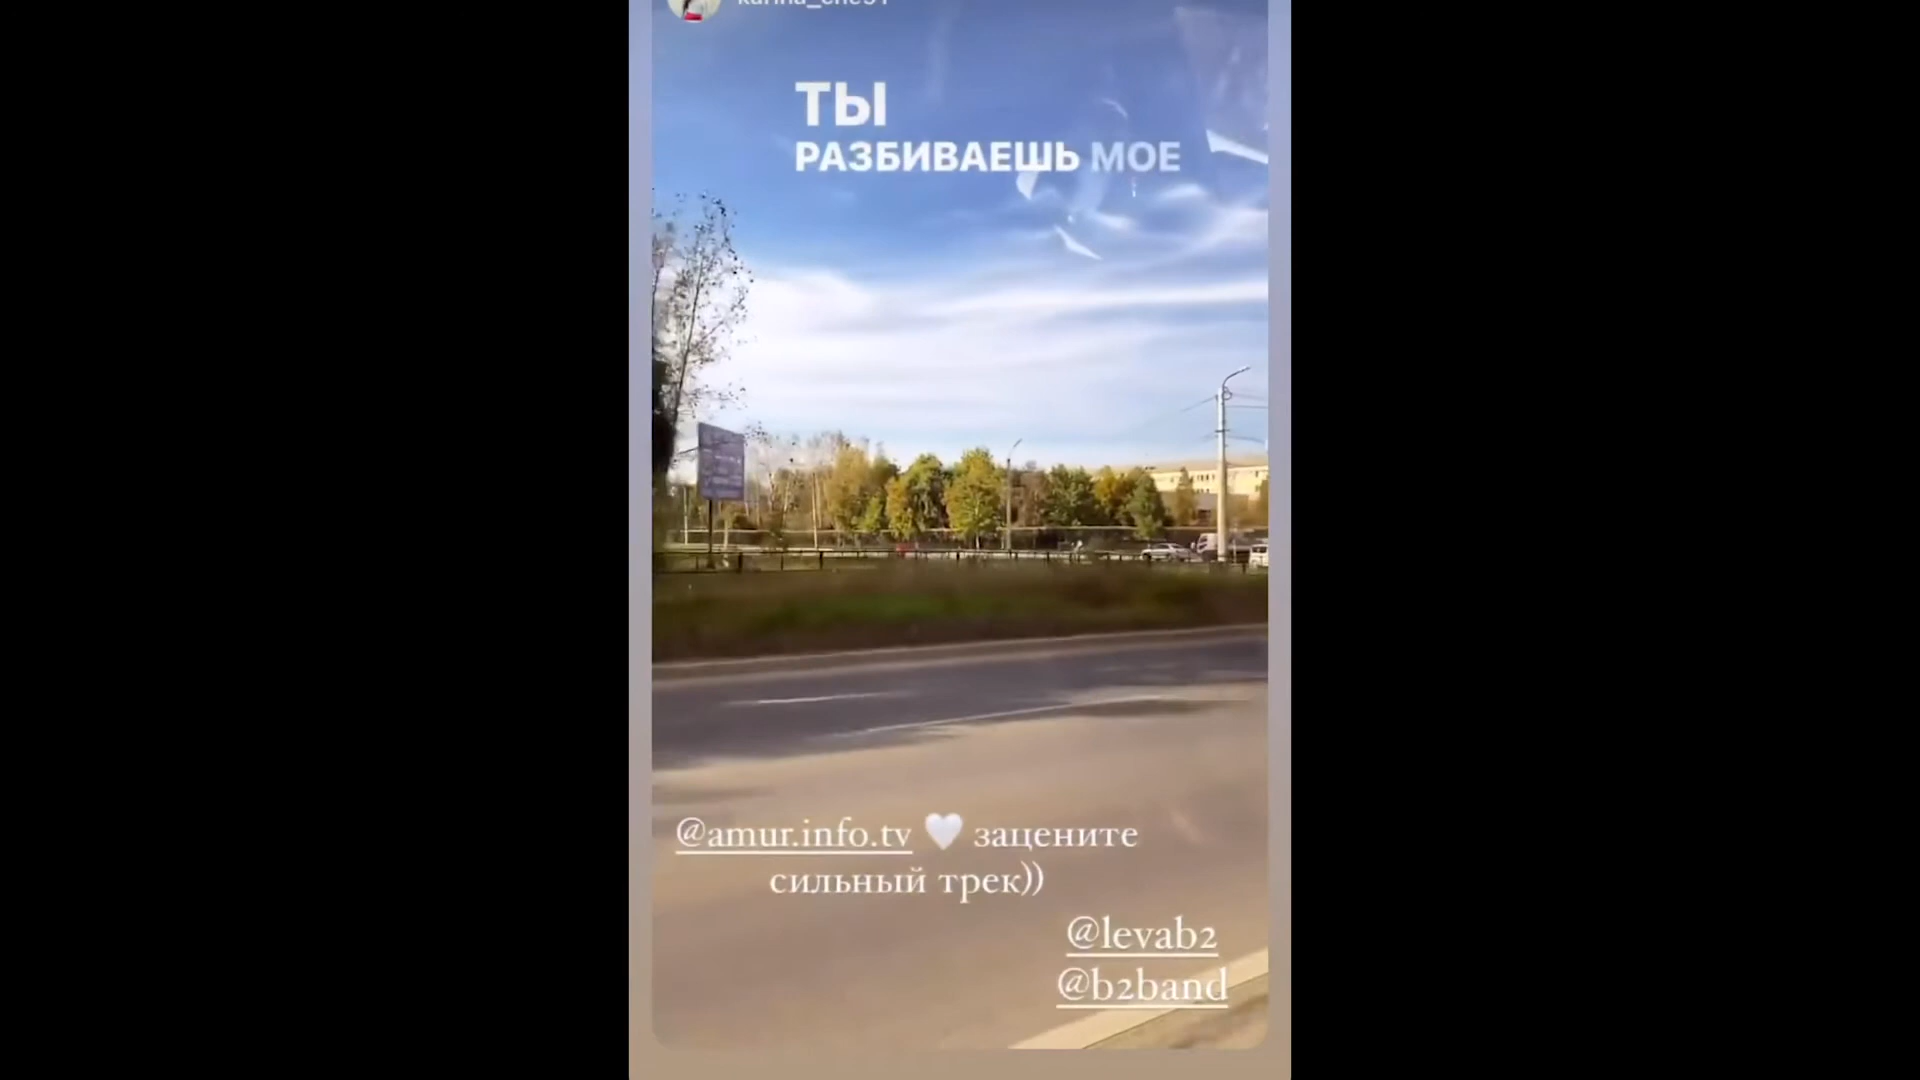 ТЫ
РАЗБИВАЕШЬ МОЕ
@amur.info.tv 🤍 зацените
сильный трек))
@levab2
@b2band